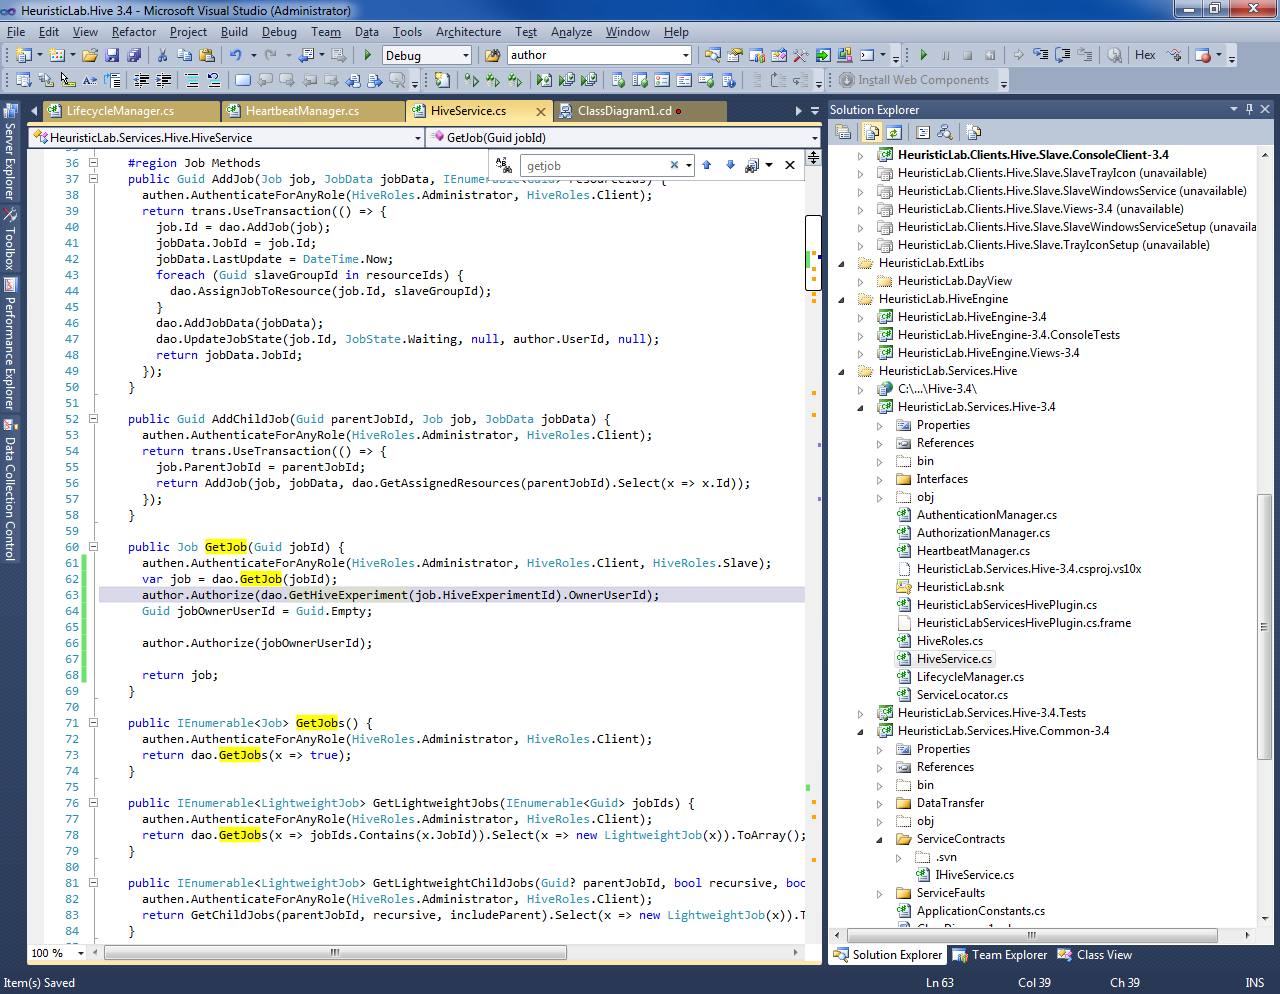 HeuristicLab.Hive 3.4 - Microsoft Visual Studio (Administrator)
File Edit View Refactor Project Build Debug Team Data Tools Architecture Test Analyze Window Help
Debug author Hex
Install Web Components
Server Explorer
Toolbox
Performance Explorer
Data Collection Control
LifecycleManager.cs HeartbeatManager.cs HiveService.cs ClassDiagram1.cd
HeuristicLab.Services.Hive.HiveService GetJob(Guid jobId)
getjob
36 #region Job Methods
37 public Guid AddJob(Job job, JobData jobData, IEnumerable<Guid> resourceIds) {
38 authen.AuthenticateForAnyRole(HiveRoles.Administrator, HiveRoles.Client);
39 return trans.UseTransaction(() => {
40 job.Id = dao.AddJob(job);
41 jobData.JobId = job.Id;
42 jobData.LastUpdate = DateTime.Now;
43 foreach (Guid slaveGroupId in resourceIds) {
44 dao.AssignJobToResource(job.Id, slaveGroupId);
45 }
46 dao.AddJobData(jobData);
47 dao.UpdateJobState(job.Id, JobState.Waiting, null, author.UserId, null);
48 return jobData.JobId;
49 });
50 }
51
52 public Guid AddChildJob(Guid parentJobId, Job job, JobData jobData) {
53 authen.AuthenticateForAnyRole(HiveRoles.Administrator, HiveRoles.Client);
54 return trans.UseTransaction(() => {
55 job.ParentJobId = parentJobId;
56 return AddJob(job, jobData, dao.GetAssignedResources(parentJobId).Select(x => x.Id));
57 });
58 }
59
60 public Job GetJob(Guid jobId) {
61 authen.AuthenticateForAnyRole(HiveRoles.Administrator, HiveRoles.Client, HiveRoles.Slave);
62 var job = dao.GetJob(jobId);
63 author.Authorize(dao.GetHiveExperiment(job.HiveExperimentId).OwnerUserId);
64 Guid jobOwnerUserId = Guid.Empty;
65
66 author.Authorize(jobOwnerUserId);
67
68 return job;
69 }
70
71 public IEnumerable<Job> GetJobs() {
72 authen.AuthenticateForAnyRole(HiveRoles.Administrator, HiveRoles.Client);
73 return dao.GetJobs(x => true);
74 }
75
76 public IEnumerable<LightweightJob> GetLightweightJobs(IEnumerable<Guid> jobIds) {
77 authen.AuthenticateForAnyRole(HiveRoles.Administrator, HiveRoles.Client);
78 return dao.GetJobs(x => jobIds.Contains(x.JobId)).Select(x => new LightweightJob(x)).ToArray();
79 }
80
81 public IEnumerable<LightweightJob> GetLightweightChildJobs(Guid? parentJobId, bool recursive, boo
82 authen.AuthenticateForAnyRole(HiveRoles.Administrator, HiveRoles.Client);
83 return GetChildJobs(parentJobId, recursive, includeParent).Select(x => new LightweightJob(x)).T
84 }
100 %
Solution Explorer
HeuristicLab.Clients.Hive.Slave.ConsoleClient-3.4
HeuristicLab.Clients.Hive.Slave.SlaveTrayIcon (unavailable)
HeuristicLab.Clients.Hive.Slave.SlaveWindowsService (unavailable)
HeuristicLab.Clients.Hive.Slave.Views-3.4 (unavailable)
HeuristicLab.Clients.Hive.Slave.SlaveWindowsServiceSetup (unavaila
HeuristicLab.Clients.Hive.Slave.TrayIconSetup (unavailable)
HeuristicLab.ExtLibs
HeuristicLab.DayView
HeuristicLab.HiveEngine
HeuristicLab.HiveEngine-3.4
HeuristicLab.HiveEngine-3.4.ConsoleTests
HeuristicLab.HiveEngine.Views-3.4
HeuristicLab.Services.Hive
C:\...\Hive-3.4\
HeuristicLab.Services.Hive-3.4
Properties
References
bin
Interfaces
obj
AuthenticationManager.cs
AuthorizationManager.cs
HeartbeatManager.cs
HeuristicLab.Services.Hive-3.4.csproj.vs10x
HeuristicLab.snk
HeuristicLabServicesHivePlugin.cs
HeuristicLabServicesHivePlugin.cs.frame
HiveRoles.cs
HiveService.cs
LifecycleManager.cs
ServiceLocator.cs
HeuristicLab.Services.Hive-3.4.Tests
HeuristicLab.Services.Hive.Common-3.4
Properties
References
bin
DataTransfer
obj
ServiceContracts
.svn
IHiveService.cs
ServiceFaults
ApplicationConstants.cs
Solution Explorer Team Explorer Class View
Item(s) Saved Ln 63 Col 39 Ch 39 INS